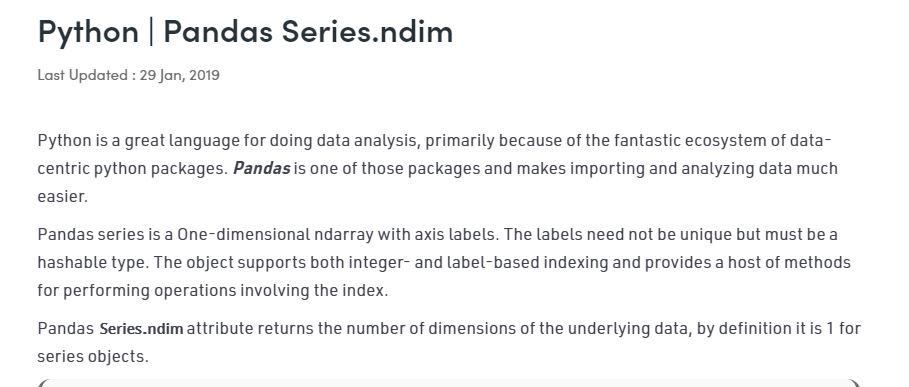 Python | Pandas Series.ndim
Last Updated : 29 Jan, 2019
Python is a great language for doing data analysis, primarily because of the fantastic ecosystem of data-
centric python packages. Pandas is one of those packages and makes importing and analyzing data much
easier.
Pandas series is a One-dimensional ndarray with axis labels. The labels need not be unique but must be a
hashable type. The object supports both integer- and label-based indexing and provides a host of methods
for performing operations involving the index.
Pandas Series.ndim attribute returns the number of dimensions of the underlying data, by definition it is 1 for
series objects.